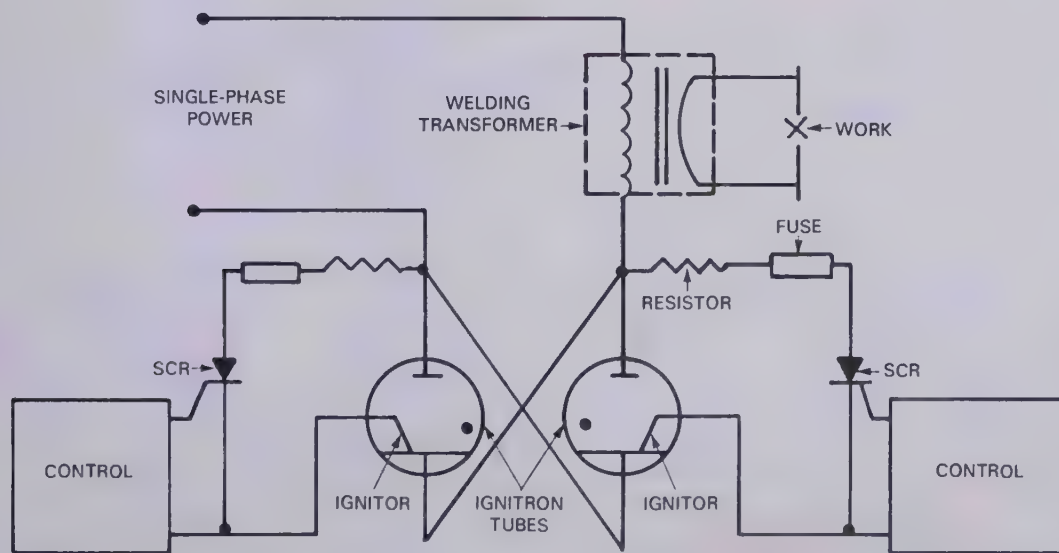 SINGLE-PHASE
POWER
WELDING
TRANSFORMER
WORK
FUSE
RESISTOR
SCR
SCR
CONTROL
IGNITOR
IGNITRON
TUBES
IGNITOR
CONTROL